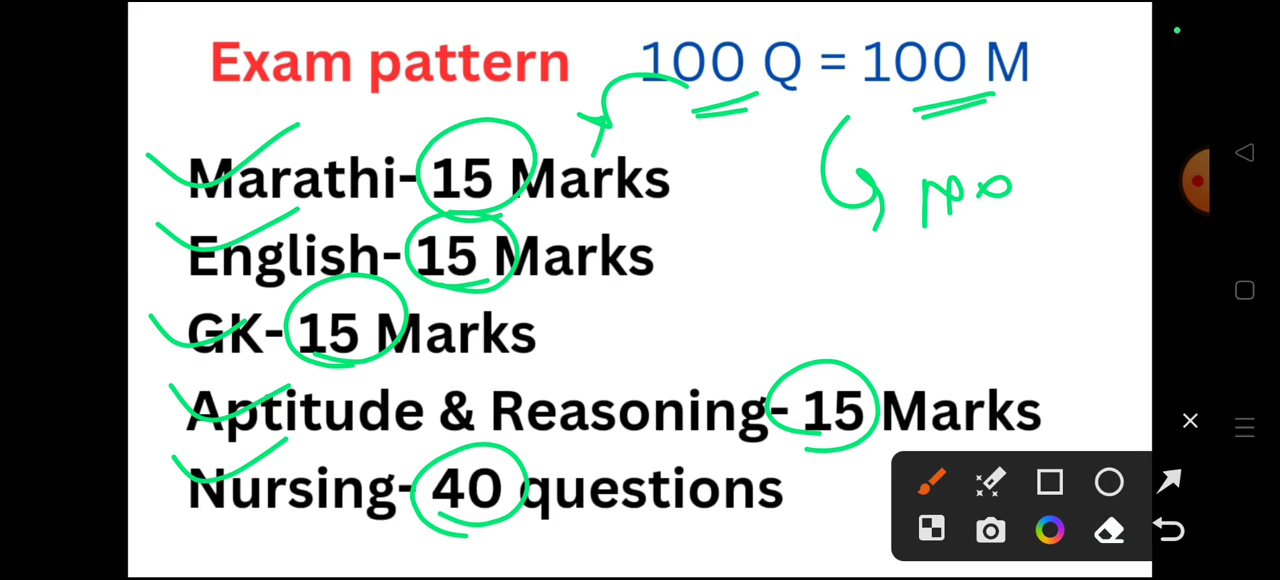 Exam pattern 100 Q = 100 M
Marathi- 15 Marks
English- 15 Marks
GK- 15 Marks
Aptitude & Reasoning- 15 Marks
Nursing- 40 questions